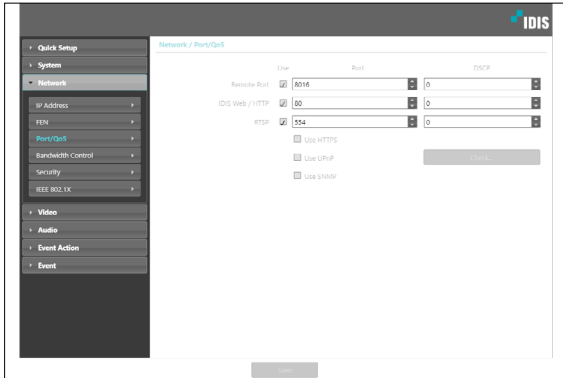 IDIS
Quick Setup
System
Network
IP Address
FEN
Port/QoS
Bandwidth Control
Security
IEEE 802.1X
Video
Audio
Event Action
Event
Network / Port/QoS
Use Port DSCP
Remote Port 8016 0
IDIS Web / HTTP 80 0
RTSP 554 0
Use HTTPS
Use UPnP Check...
Use SNMP
Save